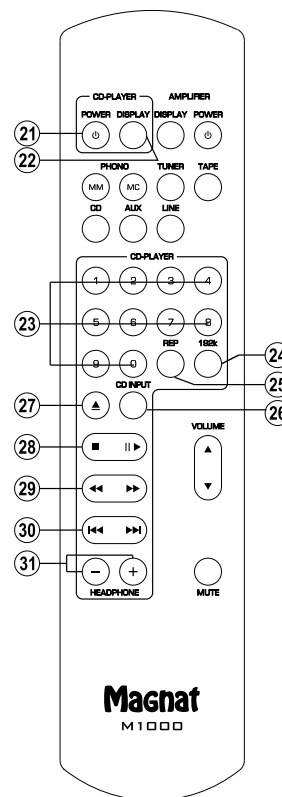 CD-PLAYER AMPLIFIER
POWER DISPLAY DISPLAY POWER
21
22
PHONO TUNER TAPE
MM MC
CD AUX LINE
CD-PLAYER
1 2 3 4
23
5 6 7 8
REP 192k
24
9 0
25
CD INPUT
26
27
VOLUME
28
29
30
31
- +
HEADPHONE MUTE
Magnat
M1000